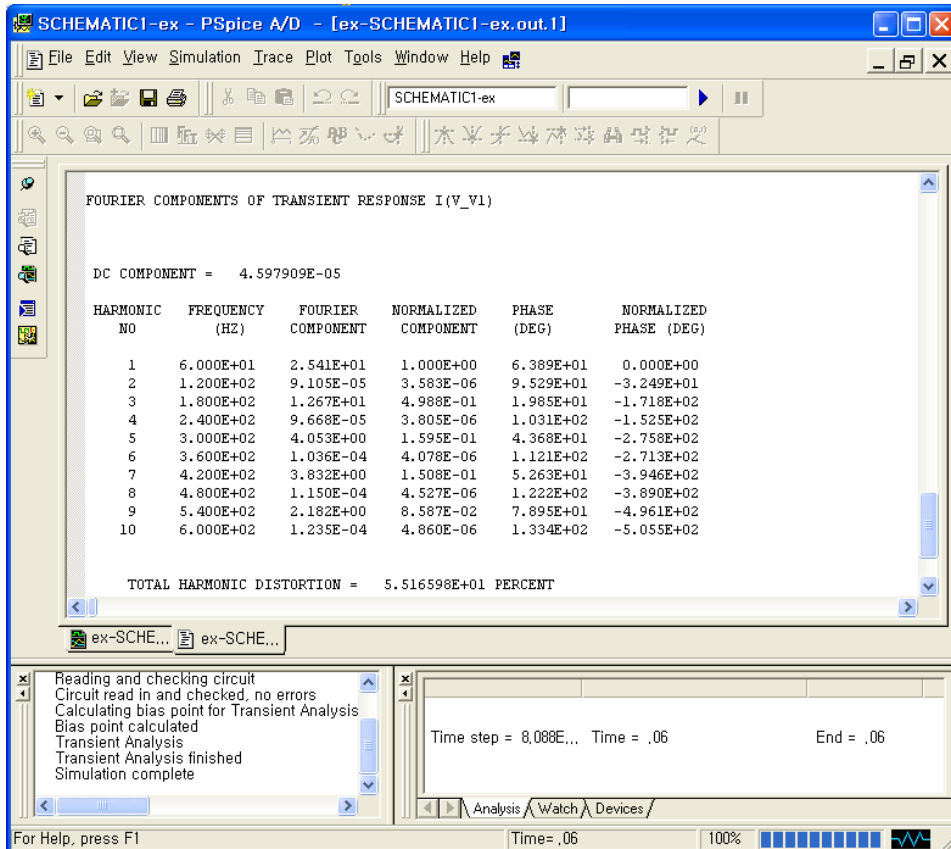 SCHEMATIC1-ex - PSpice A/D - [ex-SCHEMATIC1-ex.out.1]
File Edit View Simulation Trace Plot Tools Window Help
SCHEMATIC1-ex
FOURIER COMPONENTS OF TRANSIENT RESPONSE I(V_V1)
DC COMPONENT = 4.597909E-05
HARMONIC FREQUENCY FOURIER NORMALIZED PHASE NORMALIZED
NO (HZ) COMPONENT COMPONENT (DEG) PHASE (DEG)
1 6.000E+01 2.541E+01 1.000E+00 6.389E+01 0.000E+00
2 1.200E+02 9.105E-05 3.583E-06 9.529E+01 -3.249E+01
3 1.800E+02 1.267E+01 4.988E-01 1.985E+01 -1.718E+02
4 2.400E+02 9.668E-05 3.805E-06 1.031E+02 -1.525E+02
5 3.000E+02 4.053E+00 1.595E-01 4.368E+01 -2.758E+02
6 3.600E+02 1.036E-04 4.078E-06 1.121E+02 -2.713E+02
7 4.200E+02 3.832E+00 1.508E-01 5.263E+01 -3.946E+02
8 4.800E+02 1.150E-04 4.527E-06 1.222E+02 -3.890E+02
9 5.400E+02 2.182E+00 8.587E-02 7.895E+01 -4.961E+02
10 6.000E+02 1.235E-04 4.860E-06 1.334E+02 -5.055E+02
TOTAL HARMONIC DISTORTION = 5.516598E+01 PERCENT
ex-SCHE... ex-SCHE...
Reading and checking circuit
Circuit read in and checked, no errors
Calculating bias point for Transient Analysis
Bias point calculated
Transient Analysis
Transient Analysis finished
Simulation complete
Time step = 8,088E... Time = ,06 End = ,06
Analysis Watch Devices
For Help, press F1 Time= ,06 100%